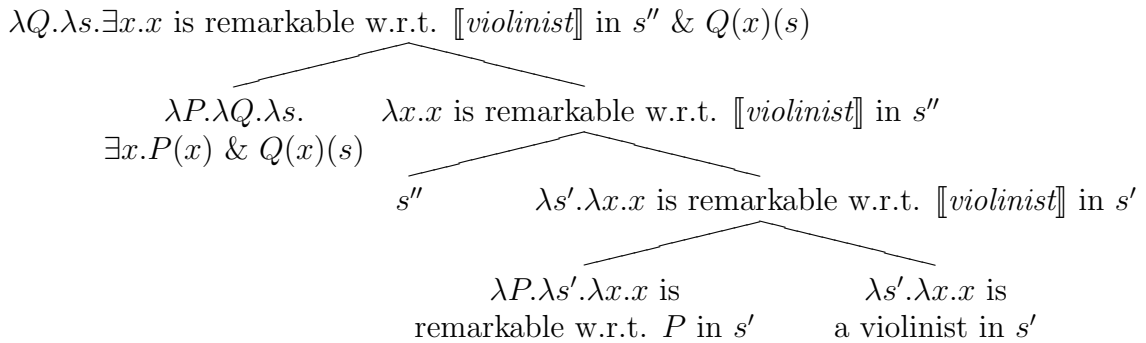 λQ.λs.∃x.x is remarkable w.r.t. ⟦violinist⟧ in s′′ & Q(x)(s)
λP.λQ.λs. λx.x is remarkable w.r.t. ⟦violinist⟧ in s′′
∃x.P(x) & Q(x)(s)
s′′ λs′.λx.x is remarkable w.r.t. ⟦violinist⟧ in s′
λP.λs′.λx.x is λs′.λx.x is
remarkable w.r.t. P in s′ a violinist in s′